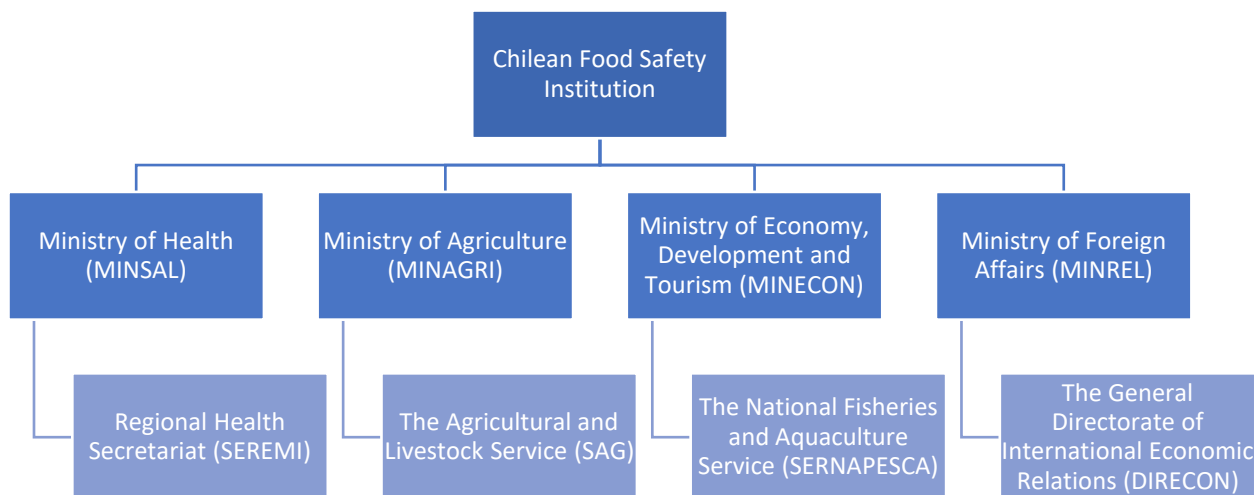 Chilean Food Safety
Institution
Ministry of Health
(MINSAL)
Ministry of Agriculture
(MINAGRI)
Ministry of Economy,
Development and
Tourism (MINECON)
Ministry of Foreign
Affairs (MINREL)
Regional Health
Secretariat (SEREMI)
The Agricultural and
Livestock Service (SAG)
The National Fisheries
and Aquaculture
Service (SERNAPESCA)
The General
Directorate of
International Economic
Relations (DIRECON)